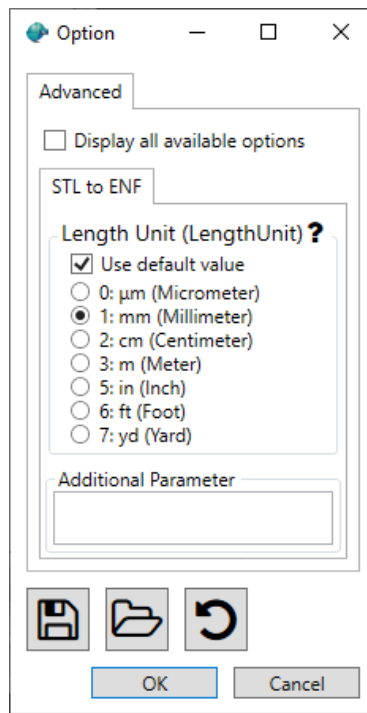 Option
Advanced
Display all available options
STL to ENF
Length Unit (LengthUnit) ?
Use default value
0: µm (Micrometer)
1: mm (Millimeter)
2: cm (Centimeter)
3: m (Meter)
5: in (Inch)
6: ft (Foot)
7: yd (Yard)
Additional Parameter
OK Cancel